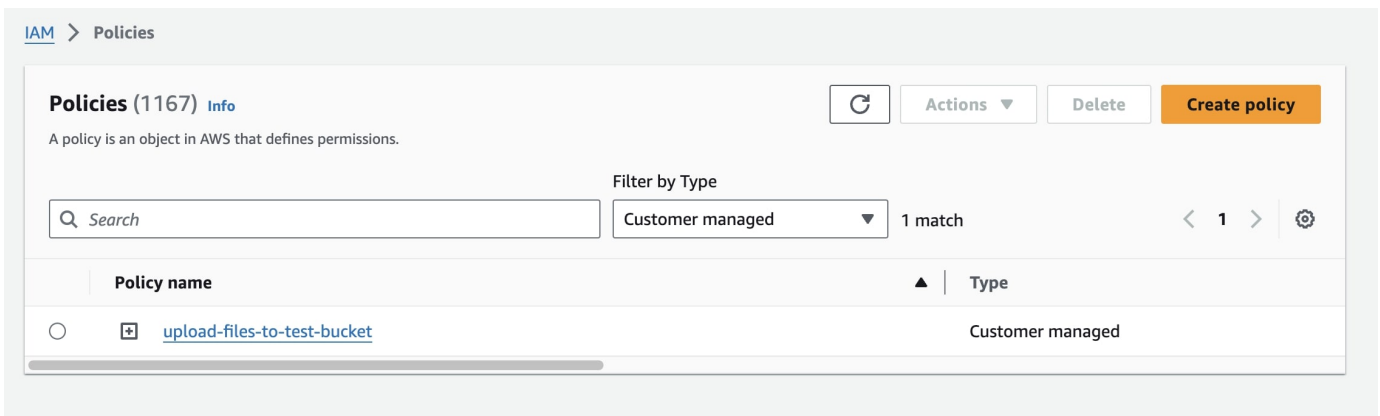 IAM > Policies
Policies (1167) Info
Actions ▼ Delete Create policy
A policy is an object in AWS that defines permissions.
Filter by Type
Search Customer managed ▼ 1 match < 1 >
Policy name ▲ Type
upload-files-to-test-bucket Customer managed